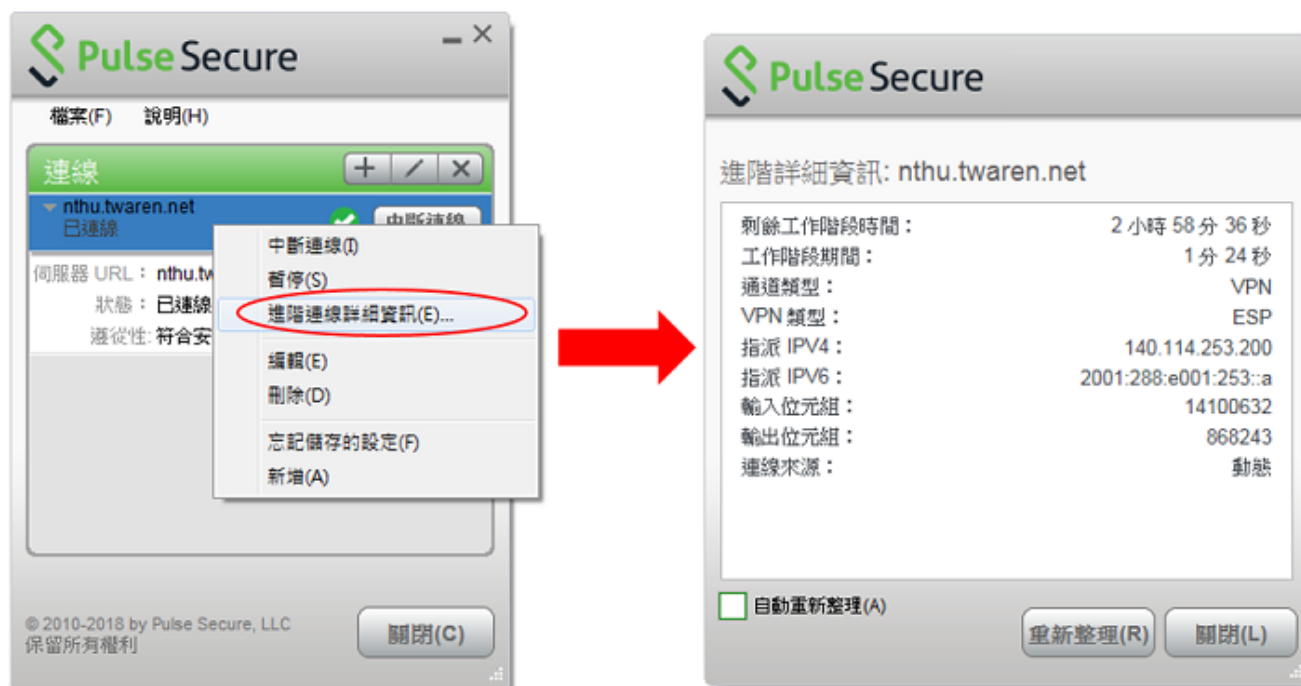 Pulse Secure
檔案(F) 說明(H)
連線
nthu.twaren.net
已連線
中斷連線
伺服器 URL： nthu.tw
狀態： 已連線
遵從性: 符合安
中斷連線(I)
暫停(S)
進階連線詳細資訊(E)...
編輯(E)
刪除(D)
忘記儲存的設定(F)
新增(A)
© 2010-2018 by Pulse Secure, LLC
保留所有權利
關閉(C)
Pulse Secure
進階詳細資訊: nthu.twaren.net
剩餘工作階段時間： 2 小時 58 分 36 秒
工作階段期間： 1 分 24 秒
通道類型： VPN
VPN 類型： ESP
指派 IPV4： 140.114.253.200
指派 IPV6： 2001:288:e001:253::a
輸入位元組： 14100632
輸出位元組： 868243
連線來源： 動態
自動重新整理(A)
重新整理(R) 關閉(L)